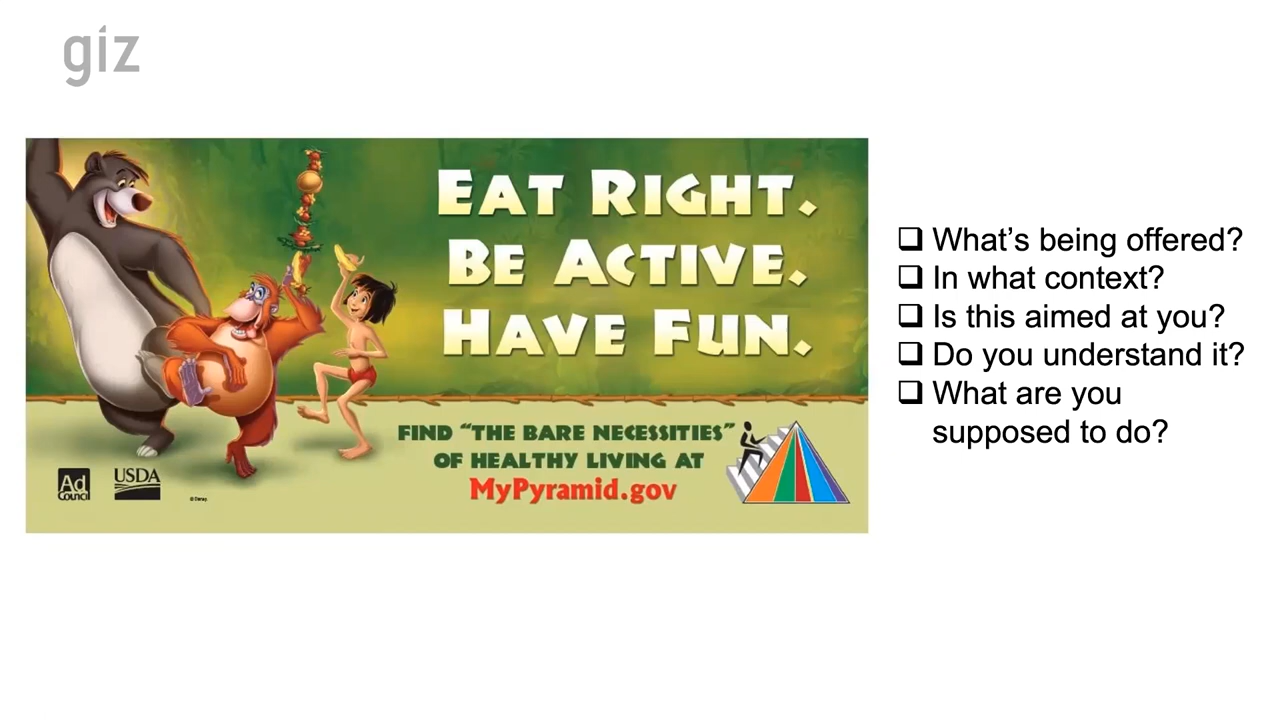 giz
EAT RIGHT.
BE ACTIVE.
HAVE FUN.
FIND “THE BARE NECESSITIES”
OF HEALTHY LIVING AT
MyPyramid.gov
Ad
Council
USDA
© Disney
❑ What’s being offered?
❑ In what context?
❑ Is this aimed at you?
❑ Do you understand it?
❑ What are you
supposed to do?